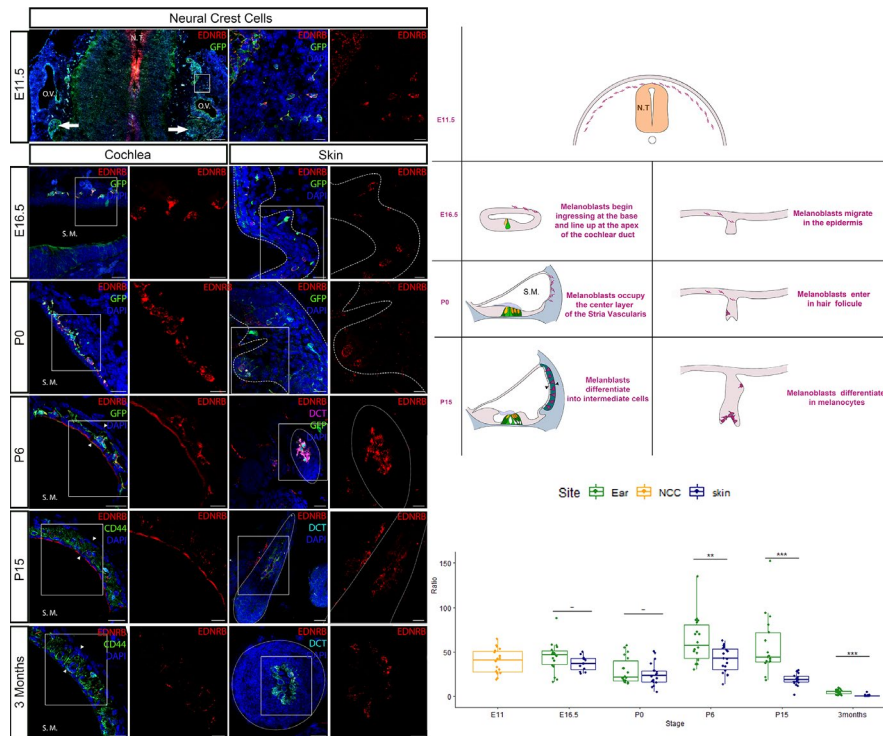 Neural Crest Cells
E11.5
N.T.
O.V.
O.V.
EDNRB
GFP
DAPI
EDNRB
GFP
DAPI
EDNRB
Cochlea
Skin
E16.5
S. M.
EDNRB
GFP
DAPI
EDNRB
EDNRB
GFP
DAPI
EDNRB
P0
S. M.
EDNRB
GFP
DAPI
EDNRB
EDNRB
GFP
DAPI
EDNRB
P6
S. M.
EDNRB
GFP
DAPI
EDNRB
EDNRB
DCT
GFP
DAPI
EDNRB
P15
S. M.
EDNRB
CD44
DAPI
EDNRB
EDNRB
DCT
DAPI
EDNRB
3 Months
S. M.
EDNRB
CD44
DAPI
EDNRB
EDNRB
DCT
DAPI
EDNRB
E11.5
N.T
E16.5
Melanoblasts begin
ingressing at the base
and line up at the apex
of the cochlear duct
Melanoblasts migrate
in the epidermis
P0
S.M.
Melanoblasts occupy
the center layer
of the Stria Vascularis
Melanoblasts enter
in hair folicule
P15
Melanblasts
differentiate
into intermediate cells
Melanoblasts differentiate
in melanocytes
Site Ear NCC skin
Ratio
150
100
50
0
–
–
**
***
***
E11 E16.5 P0 P6 P15 3months
Stage